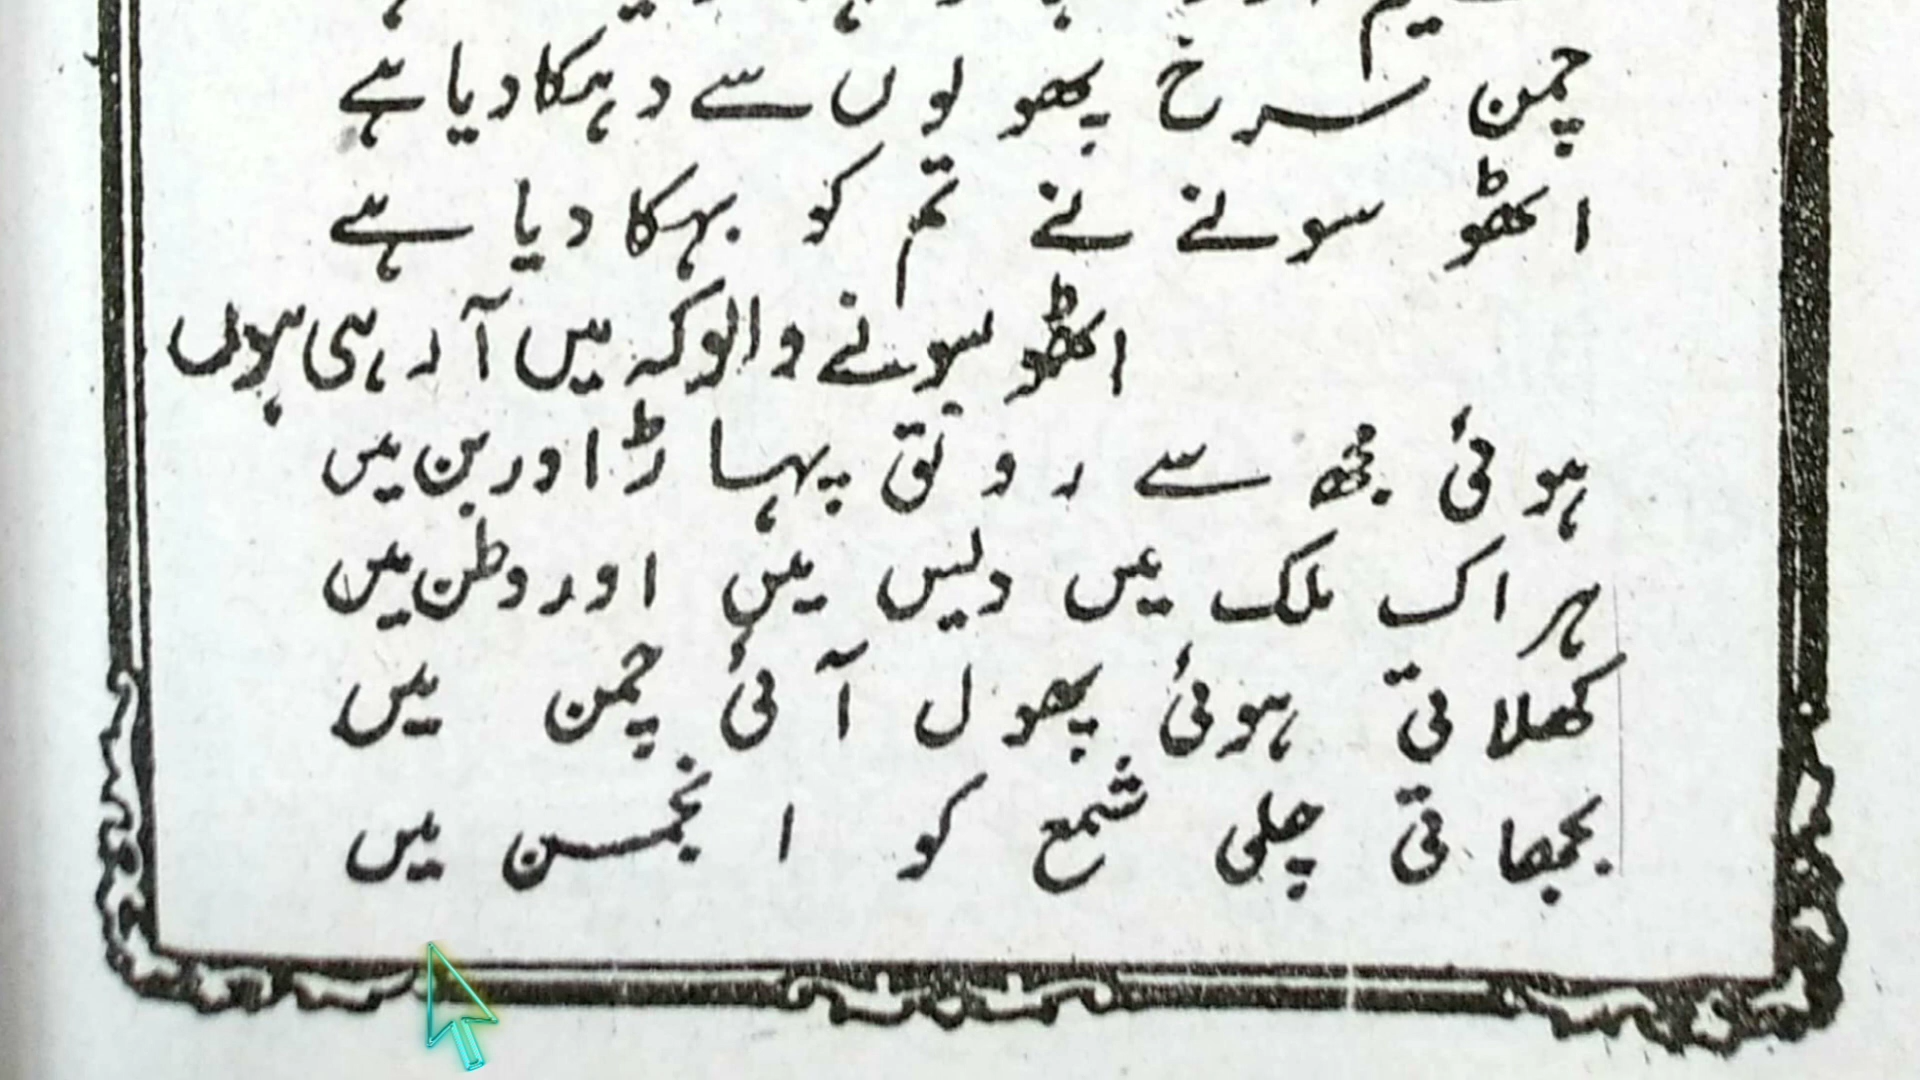 چمن سرخ پھولوں سے دہکا دیا ہے
اٹھو سونے نے تم کو بہکا دیا ہے
اٹھو سونے والو کہ میں آ رہی ہوں
ہوئی مجھ سے رونق پہاڑ اور بن میں
ہر اک ملک میں دیس میں اور وطن میں
کھلاتی ہوئی پھول آئی چمن میں
بجھاتی چلی شمع کو انجمن میں